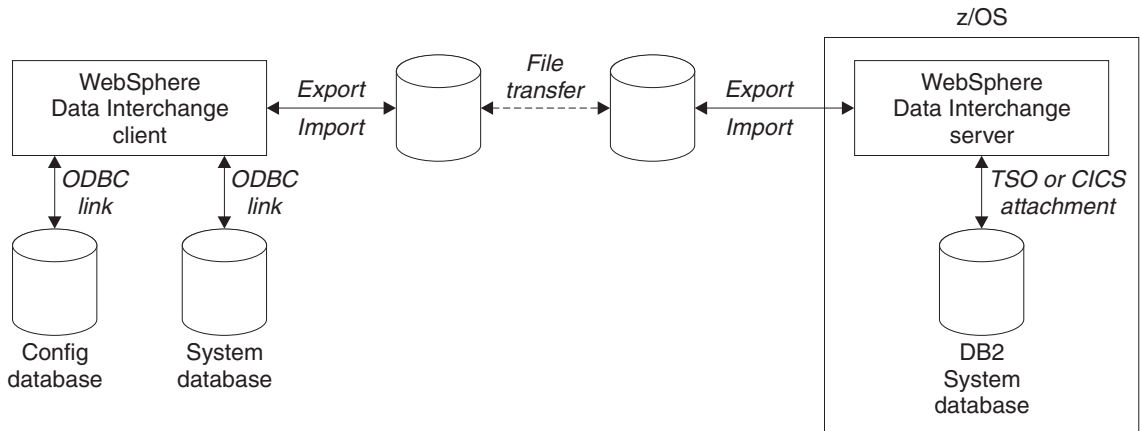 z/OS
WebSphere
Data Interchange
client
Export
Import
File
transfer
Export
Import
WebSphere
Data Interchange
server
ODBC
link
ODBC
link
TSO or CICS
attachment
Config
database
System
database
DB2
System
database